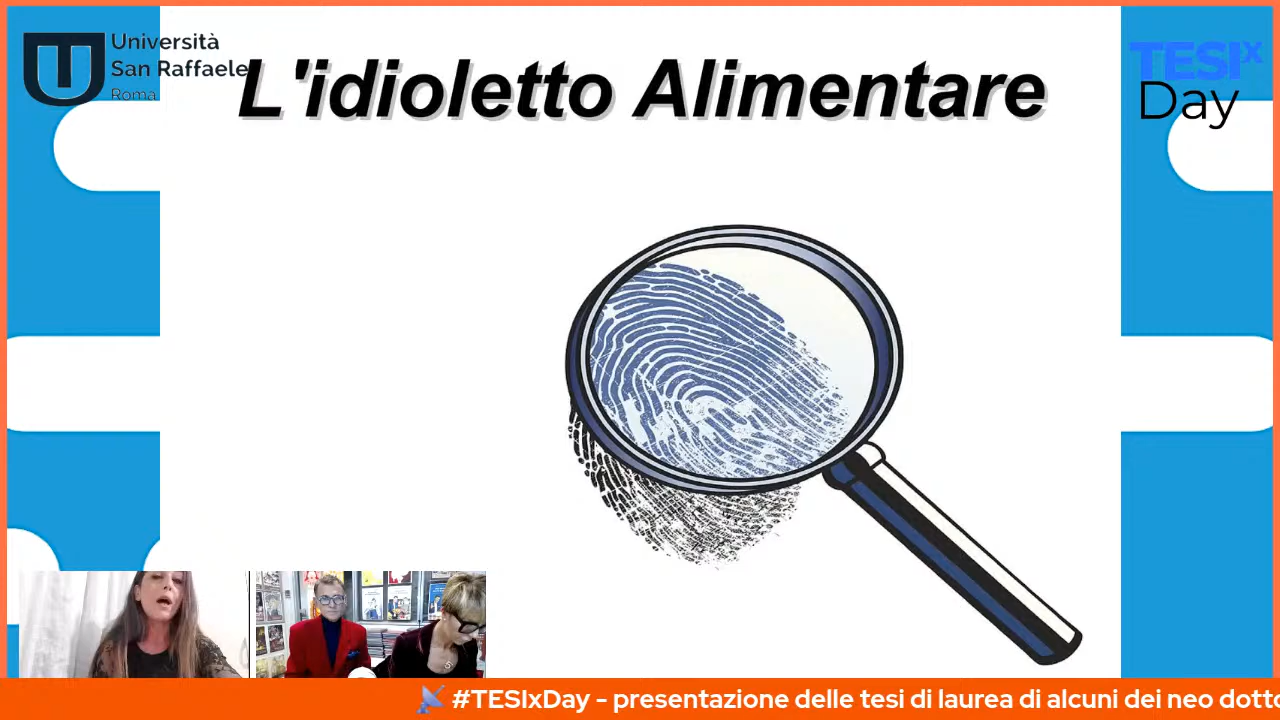 Università
San Raffaele
Roma
L'idioletto Alimentare
TESIx
Day
#TESIxDay - presentazione delle tesi di laurea di alcuni dei neo dotto